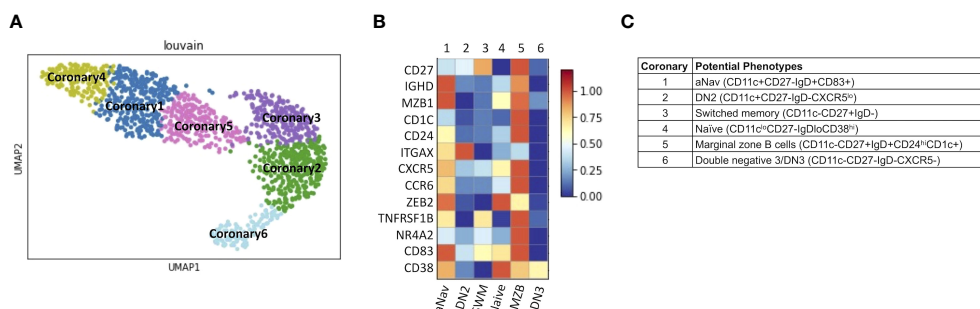 A
louvain
Coronary4
Coronary1
Coronary5
Coronary3
Coronary2
Coronary6
UMAP2
UMAP1
B
1 2 3 4 5 6
CD27
IGHD
MZB1
CD1C
CD24
ITGAX
CXCR5
CCR6
ZEB2
TNFRSF1B
NR4A2
CD83
CD38
1.00
0.75
0.50
0.25
0.00
aNav DN2 SWM Naive MZB DN3
C
Coronary Potential Phenotypes
1 aNav (CD11c+CD27-IgD+CD83+)
2 DN2 (CD11c+CD27-IgD-CXCR5lo)
3 Switched memory (CD11c-CD27+IgD-)
4 Naïve (CD11cloCD27-IgDloCD38hi)
5 Marginal zone B cells (CD11c-CD27+IgD+CD24hiCD1c+)
6 Double negative 3/DN3 (CD11c-CD27-IgD-CXCR5-)